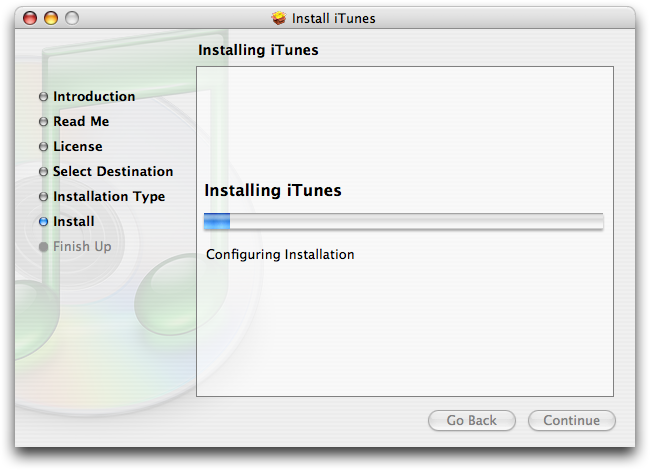 Install iTunes
Installing iTunes
Introduction
Read Me
License
Select Destination
Installation Type
Install
Finish Up
Installing iTunes
Configuring Installation
Go Back
Continue